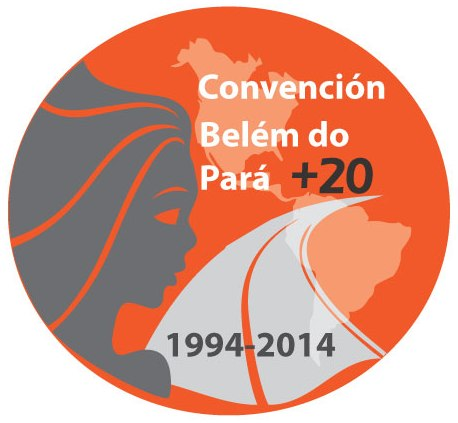 Convención
Belém do
Pará +20
1994-2014